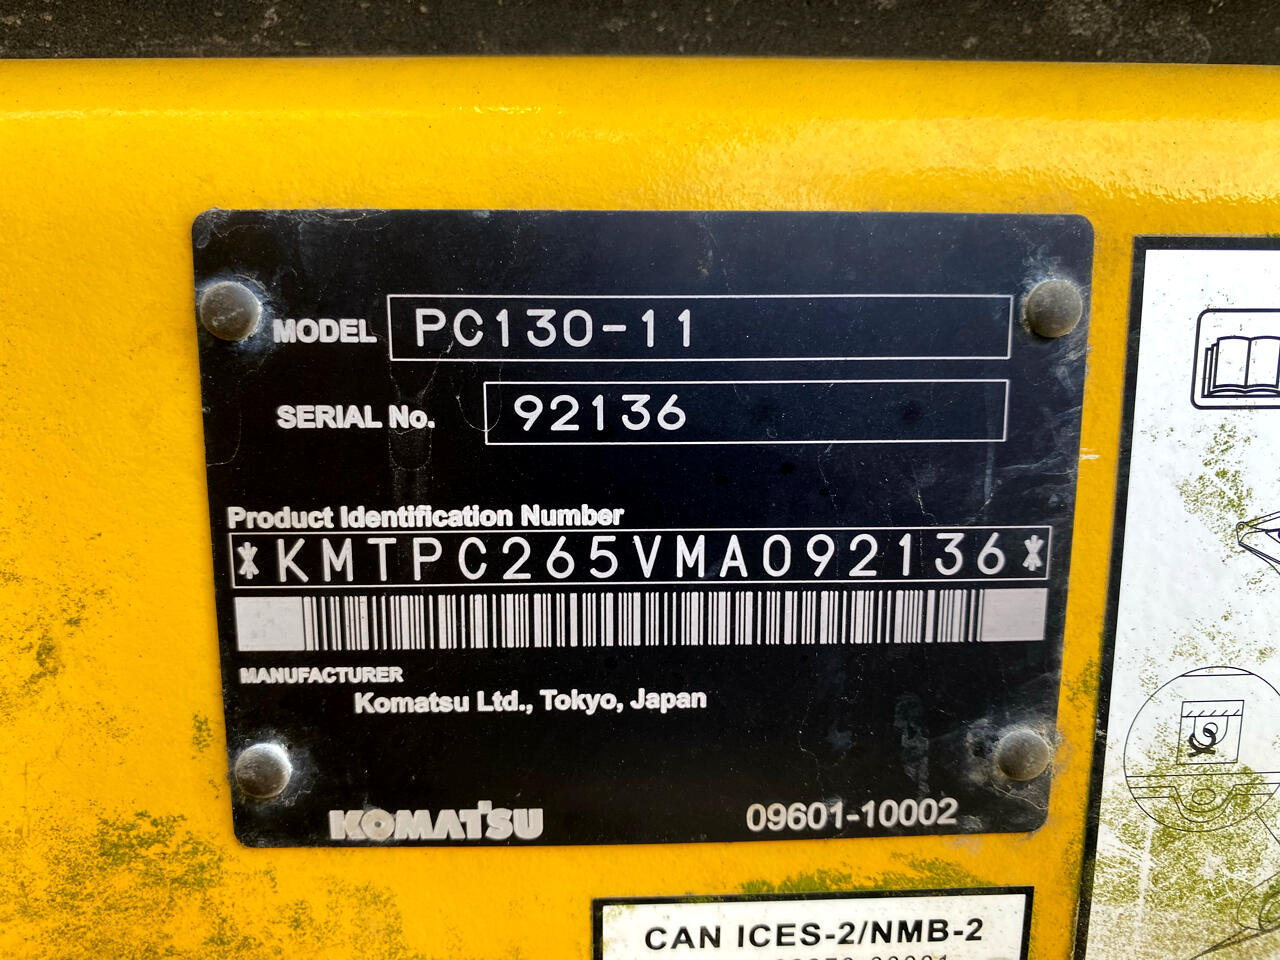 MODEL PC130-11
SERIAL No. 92136
Product Identification Number
*KMTPC265VMA092136*
MANUFACTURER
Komatsu Ltd., Tokyo, Japan
KOMATSU 09601-10002
CAN ICES-2/NMB-2